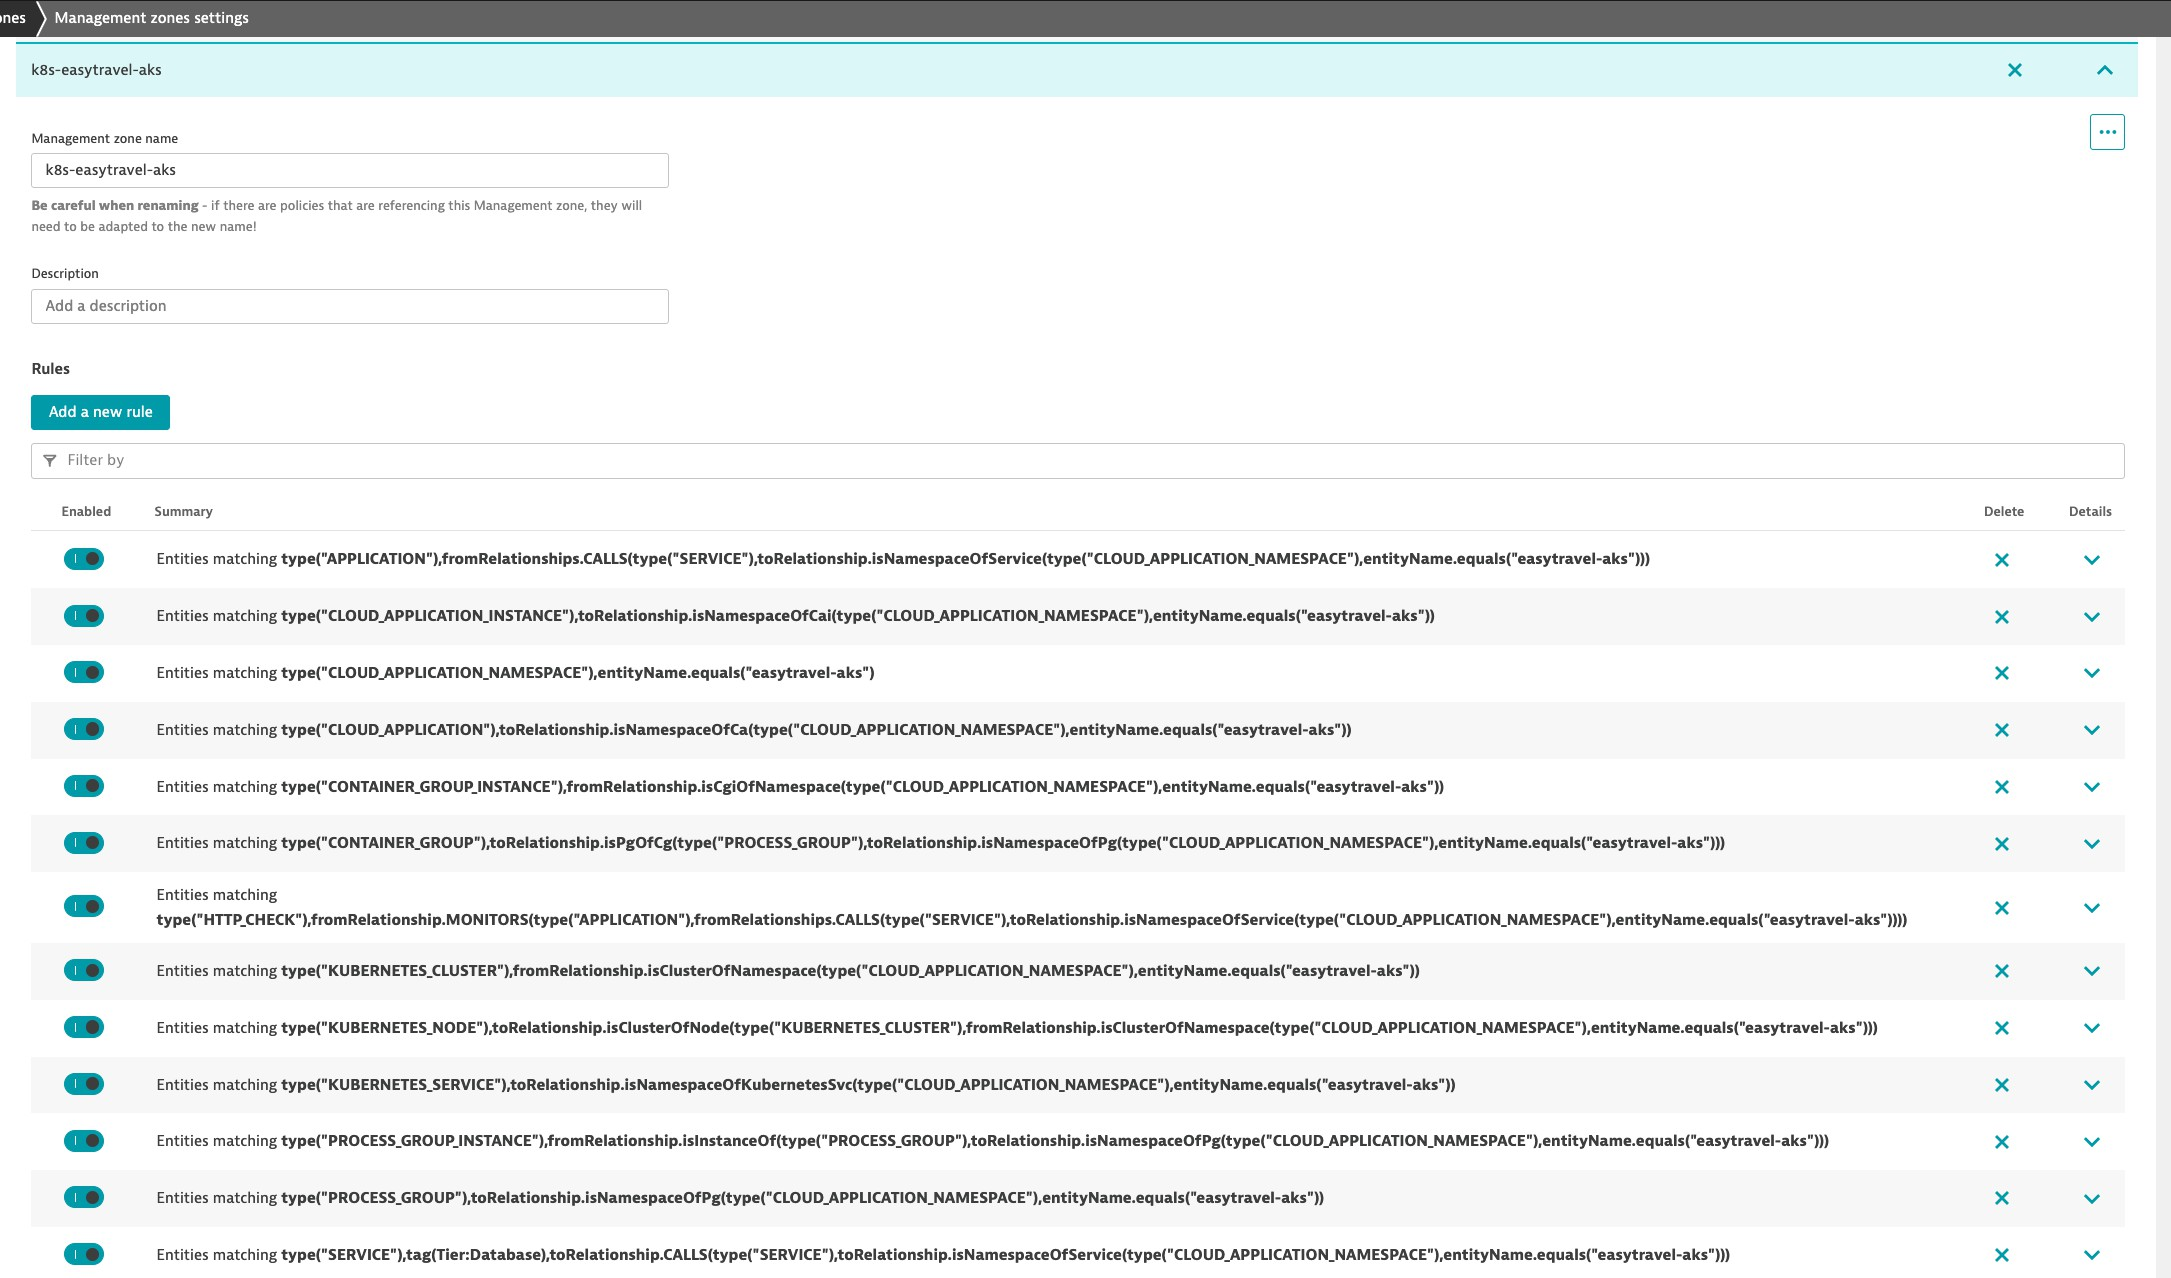 ones
Management zones settings
k8s-easytravel-aks
Management zone name
k8s-easytravel-aks
Be careful when renaming - if there are policies that are referencing this Management zone, they will
need to be adapted to the new name!
Description
Add a description
Rules
Add a new rule
Filter by
Enabled Summary Delete Details
Entities matching type("APPLICATION"),fromRelationships.CALLS(type("SERVICE"),toRelationship.isNamespaceOfService(type("CLOUD_APPLICATION_NAMESPACE"),entityName.equals("easytravel-aks")))
Entities matching type("CLOUD_APPLICATION_INSTANCE"),toRelationship.isNamespaceOfCai(type("CLOUD_APPLICATION_NAMESPACE"),entityName.equals("easytravel-aks"))
Entities matching type("CLOUD_APPLICATION_NAMESPACE"),entityName.equals("easytravel-aks")
Entities matching type("CLOUD_APPLICATION"),toRelationship.isNamespaceOfCa(type("CLOUD_APPLICATION_NAMESPACE"),entityName.equals("easytravel-aks"))
Entities matching type("CONTAINER_GROUP_INSTANCE"),fromRelationship.isCgiOfNamespace(type("CLOUD_APPLICATION_NAMESPACE"),entityName.equals("easytravel-aks"))
Entities matching type("CONTAINER_GROUP"),toRelationship.isPgOfCg(type("PROCESS_GROUP"),toRelationship.isNamespaceOfPg(type("CLOUD_APPLICATION_NAMESPACE"),entityName.equals("easytravel-aks")))
Entities matching
type("HTTP_CHECK"),fromRelationship.MONITORS(type("APPLICATION"),fromRelationships.CALLS(type("SERVICE"),toRelationship.isNamespaceOfService(type("CLOUD_APPLICATION_NAMESPACE"),entityName.equals("easytravel-aks"))))
Entities matching type("KUBERNETES_CLUSTER"),fromRelationship.isClusterOfNamespace(type("CLOUD_APPLICATION_NAMESPACE"),entityName.equals("easytravel-aks"))
Entities matching type("KUBERNETES_NODE"),toRelationship.isClusterOfNode(type("KUBERNETES_CLUSTER"),fromRelationship.isClusterOfNamespace(type("CLOUD_APPLICATION_NAMESPACE"),entityName.equals("easytravel-aks")))
Entities matching type("KUBERNETES_SERVICE"),toRelationship.isNamespaceOfKubernetesSvc(type("CLOUD_APPLICATION_NAMESPACE"),entityName.equals("easytravel-aks"))
Entities matching type("PROCESS_GROUP_INSTANCE"),fromRelationship.isInstanceOf(type("PROCESS_GROUP"),toRelationship.isNamespaceOfPg(type("CLOUD_APPLICATION_NAMESPACE"),entityName.equals("easytravel-aks")))
Entities matching type("PROCESS_GROUP"),toRelationship.isNamespaceOfPg(type("CLOUD_APPLICATION_NAMESPACE"),entityName.equals("easytravel-aks"))
Entities matching type("SERVICE"),tag(Tier:Database),toRelationship.CALLS(type("SERVICE"),toRelationship.isNamespaceOfService(type("CLOUD_APPLICATION_NAMESPACE"),entityName.equals("easytravel-aks")))